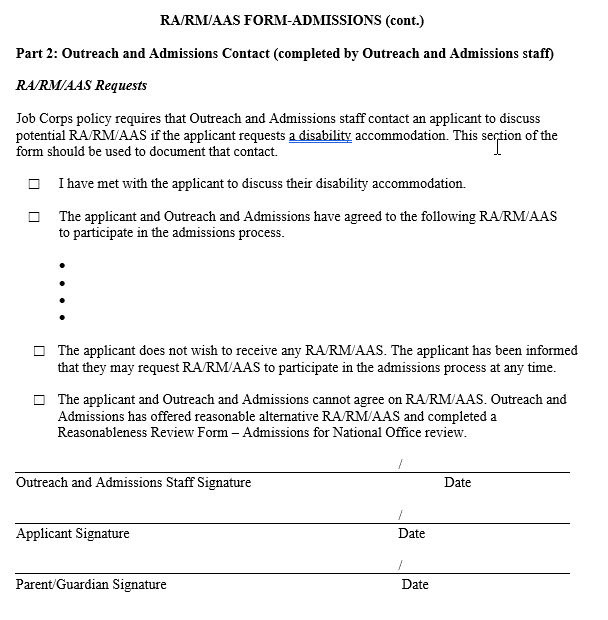 RA/RM/AAS FORM-ADMISSIONS (cont.)
Part 2: Outreach and Admissions Contact (completed by Outreach and Admissions staff)
RA/RM/AAS Requests
Job Corps policy requires that Outreach and Admissions staff contact an applicant to discuss
potential RA/RM/AAS if the applicant requests a disability accommodation. This section of the
form should be used to document that contact.
☐ I have met with the applicant to discuss their disability accommodation.
☐ The applicant and Outreach and Admissions have agreed to the following RA/RM/AAS
to participate in the admissions process.
•
•
•
•
☐ The applicant does not wish to receive any RA/RM/AAS. The applicant has been informed
that they may request RA/RM/AAS to participate in the admissions process at any time.
☐ The applicant and Outreach and Admissions cannot agree on RA/RM/AAS. Outreach and
Admissions has offered reasonable alternative RA/RM/AAS and completed a
Reasonableness Review Form – Admissions for National Office review.
/
Outreach and Admissions Staff Signature Date
/
Applicant Signature Date
/
Parent/Guardian Signature Date